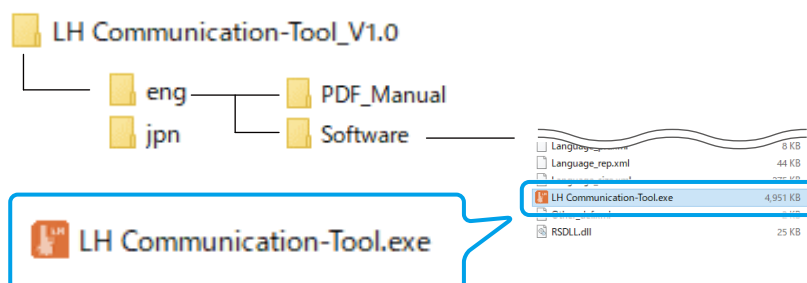 LH Communication-Tool_V1.0
eng
PDF_Manual
jpn
Software
8 KB
Language_rep.xml
44 KB
LH Communication-Tool.exe
4,951 KB
RSDLL.dll
25 KB
LH Communication-Tool.exe